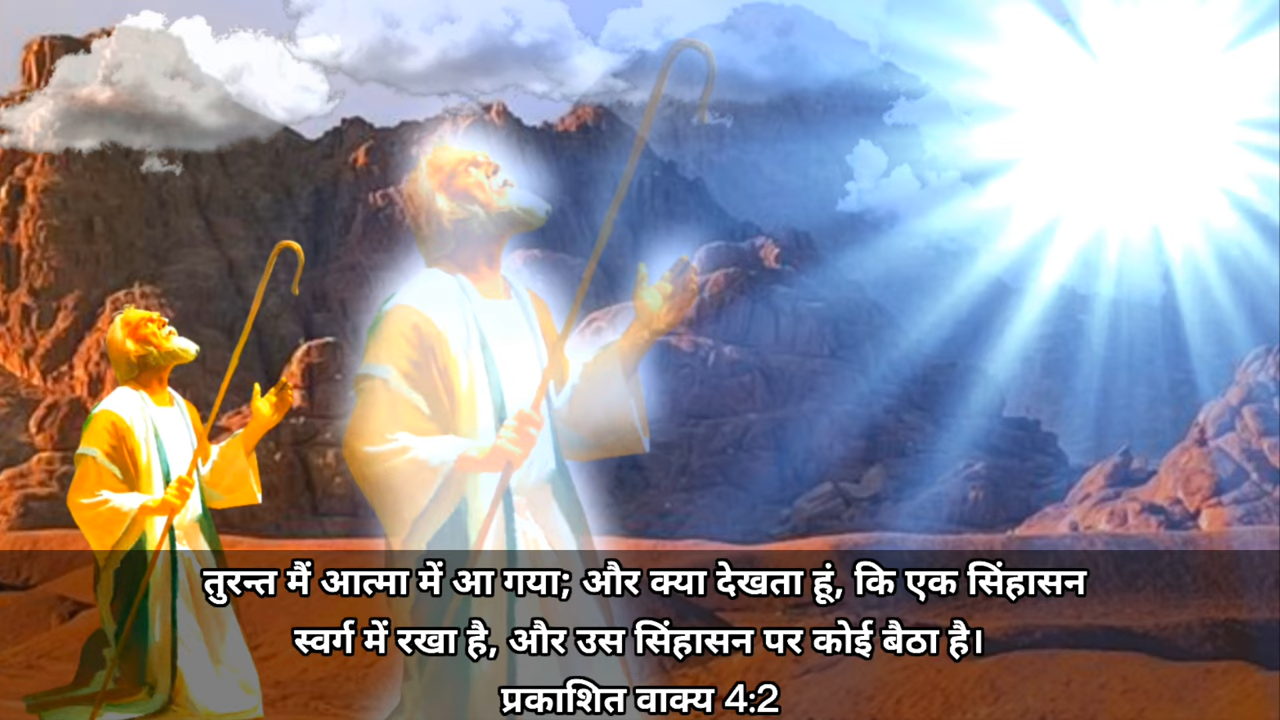 तुरन्त मैं आत्मा में आ गया; और क्या देखता हूं, कि एक सिंहासन
स्वर्ग में रखा है, और उस सिंहासन पर कोई बैठा है।
प्रकाशित वाक्य 4:2